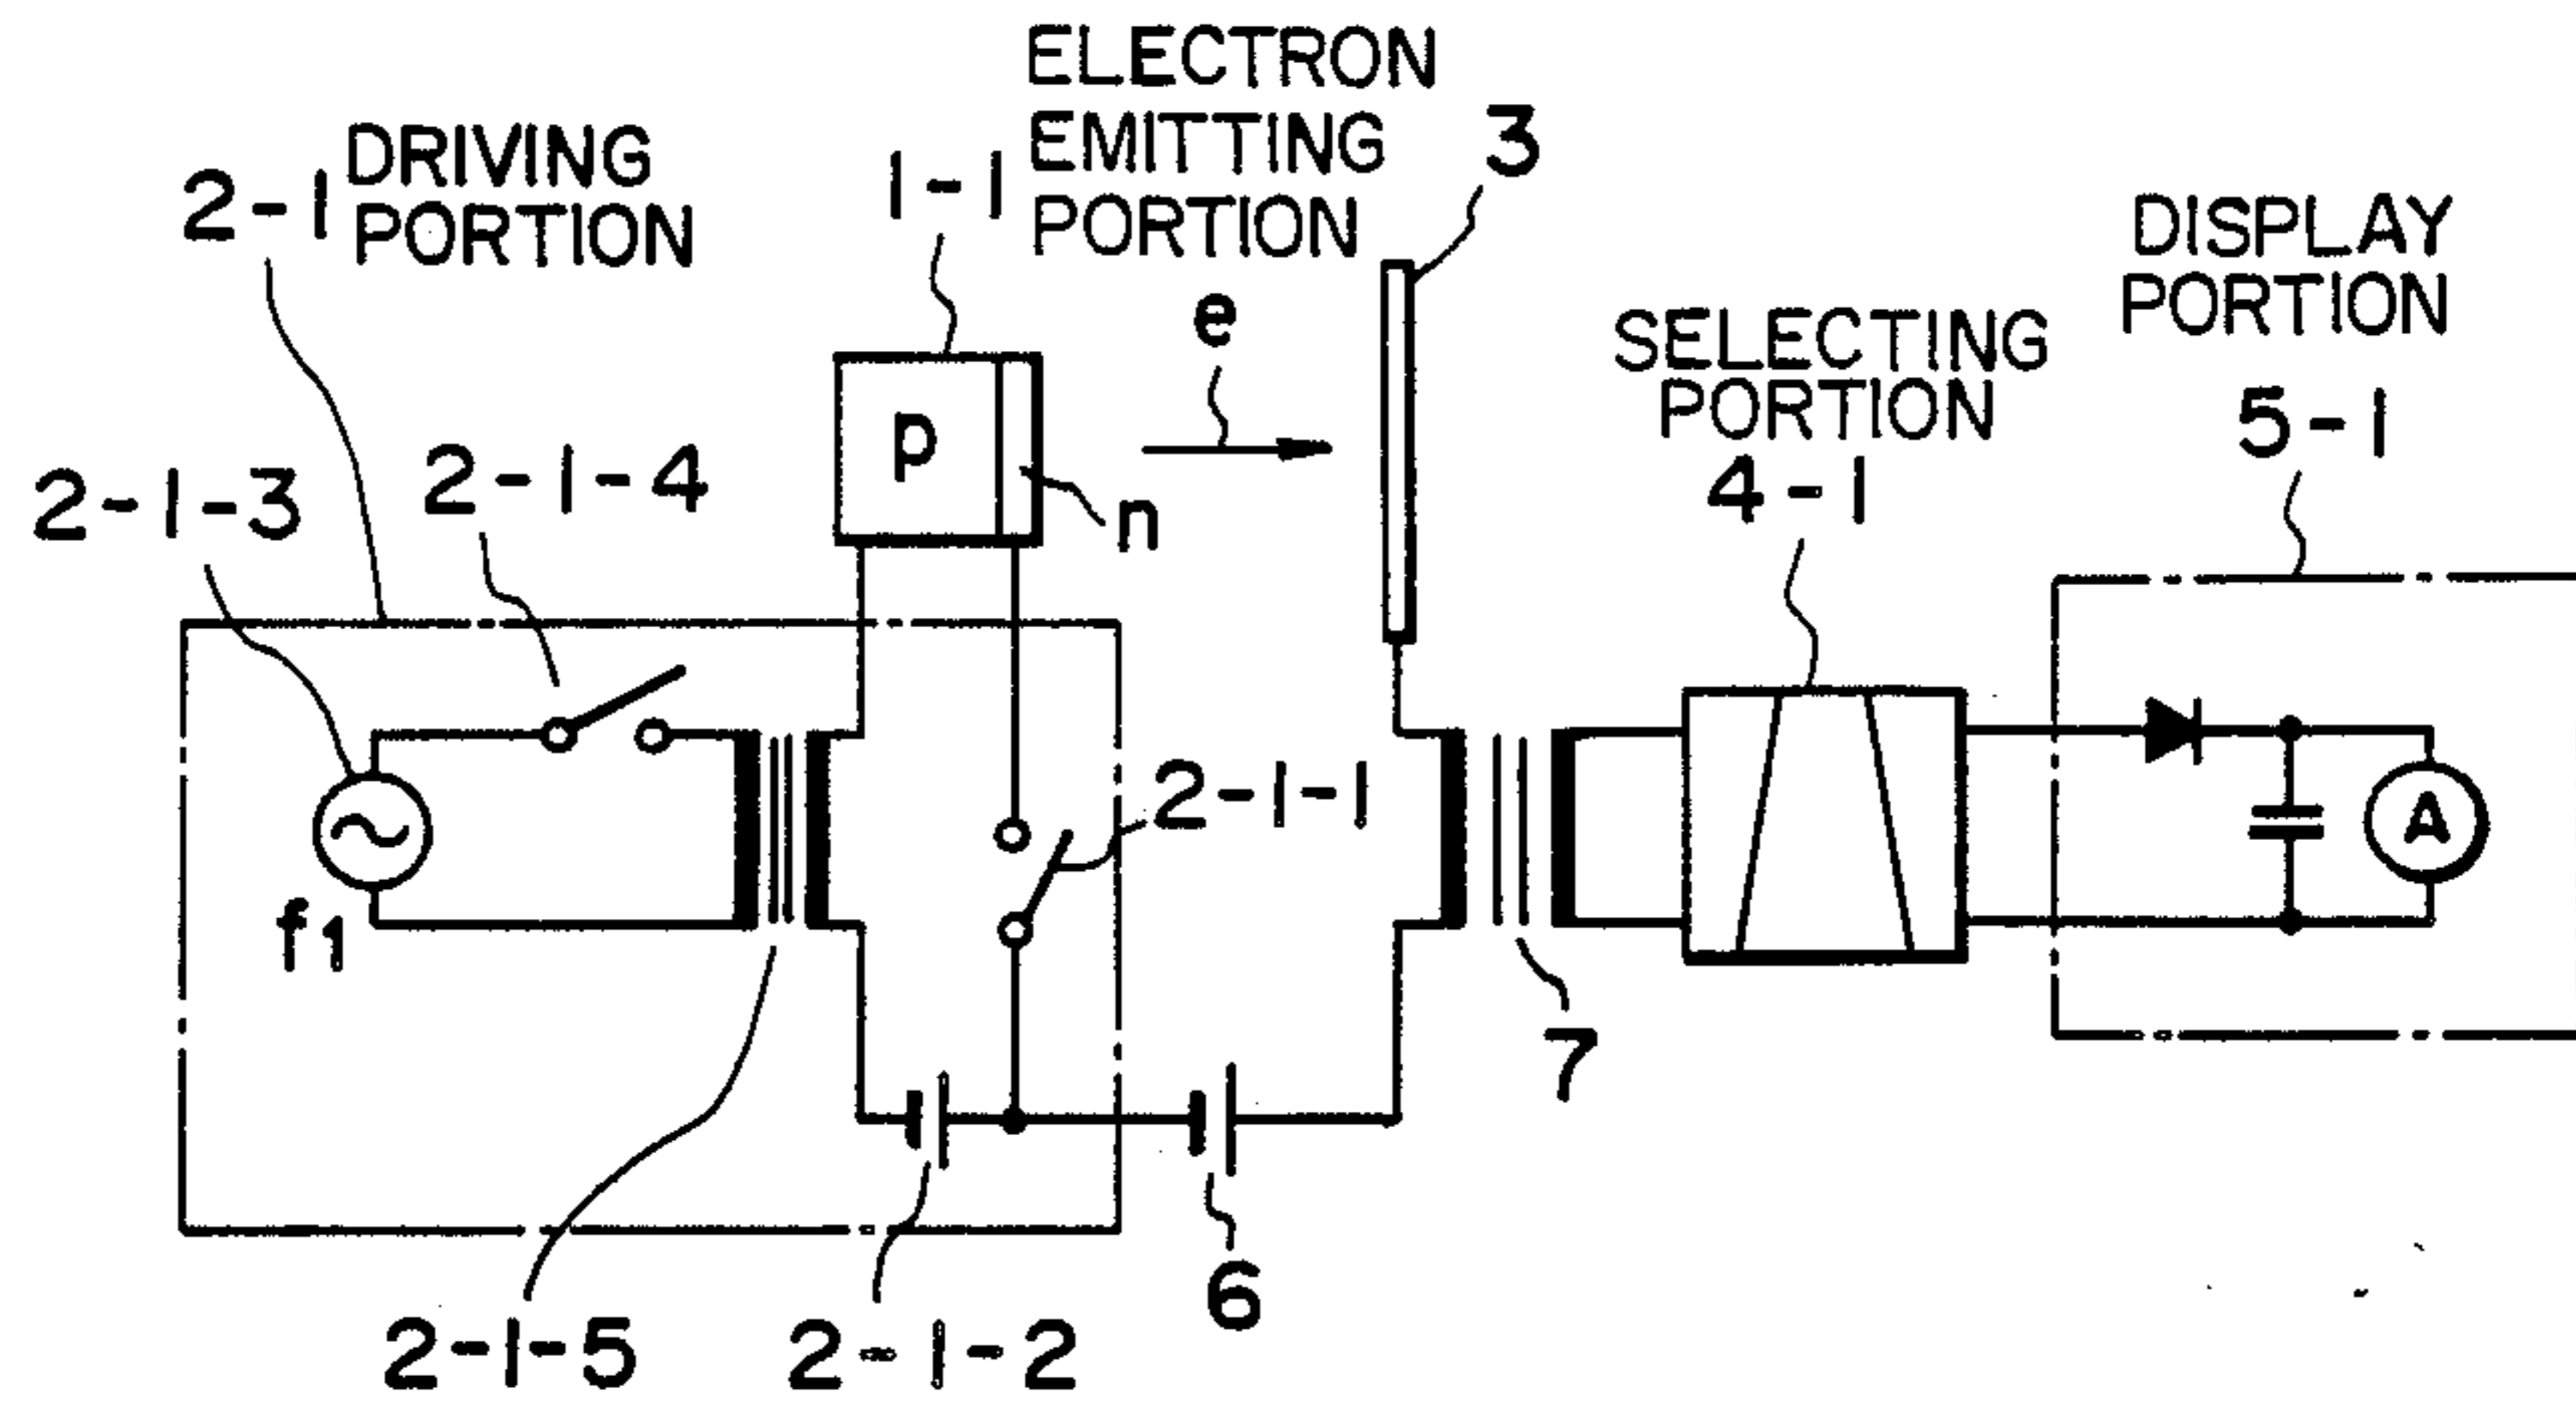 ELECTRON
EMITTING
PORTION
1-1
3
DRIVING
PORTION
2-1
DISPLAY
PORTION
5-1
e
SELECTING
PORTION
4-1
p
n
2-1-3
2-1-4
2-1-1
A
f1
7
6
2-1-5
2-1-2